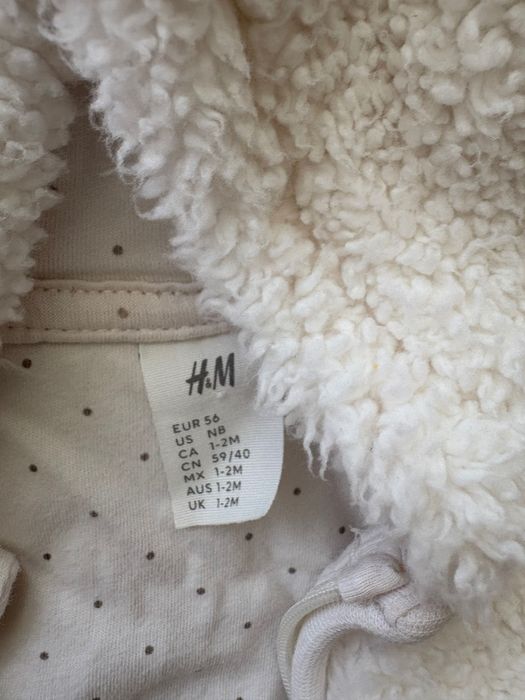 H&M
EUR 56
US NB
CA 1-2M
CN 59/40
MX 1-2M
AUS 1-2M
UK 1-2M